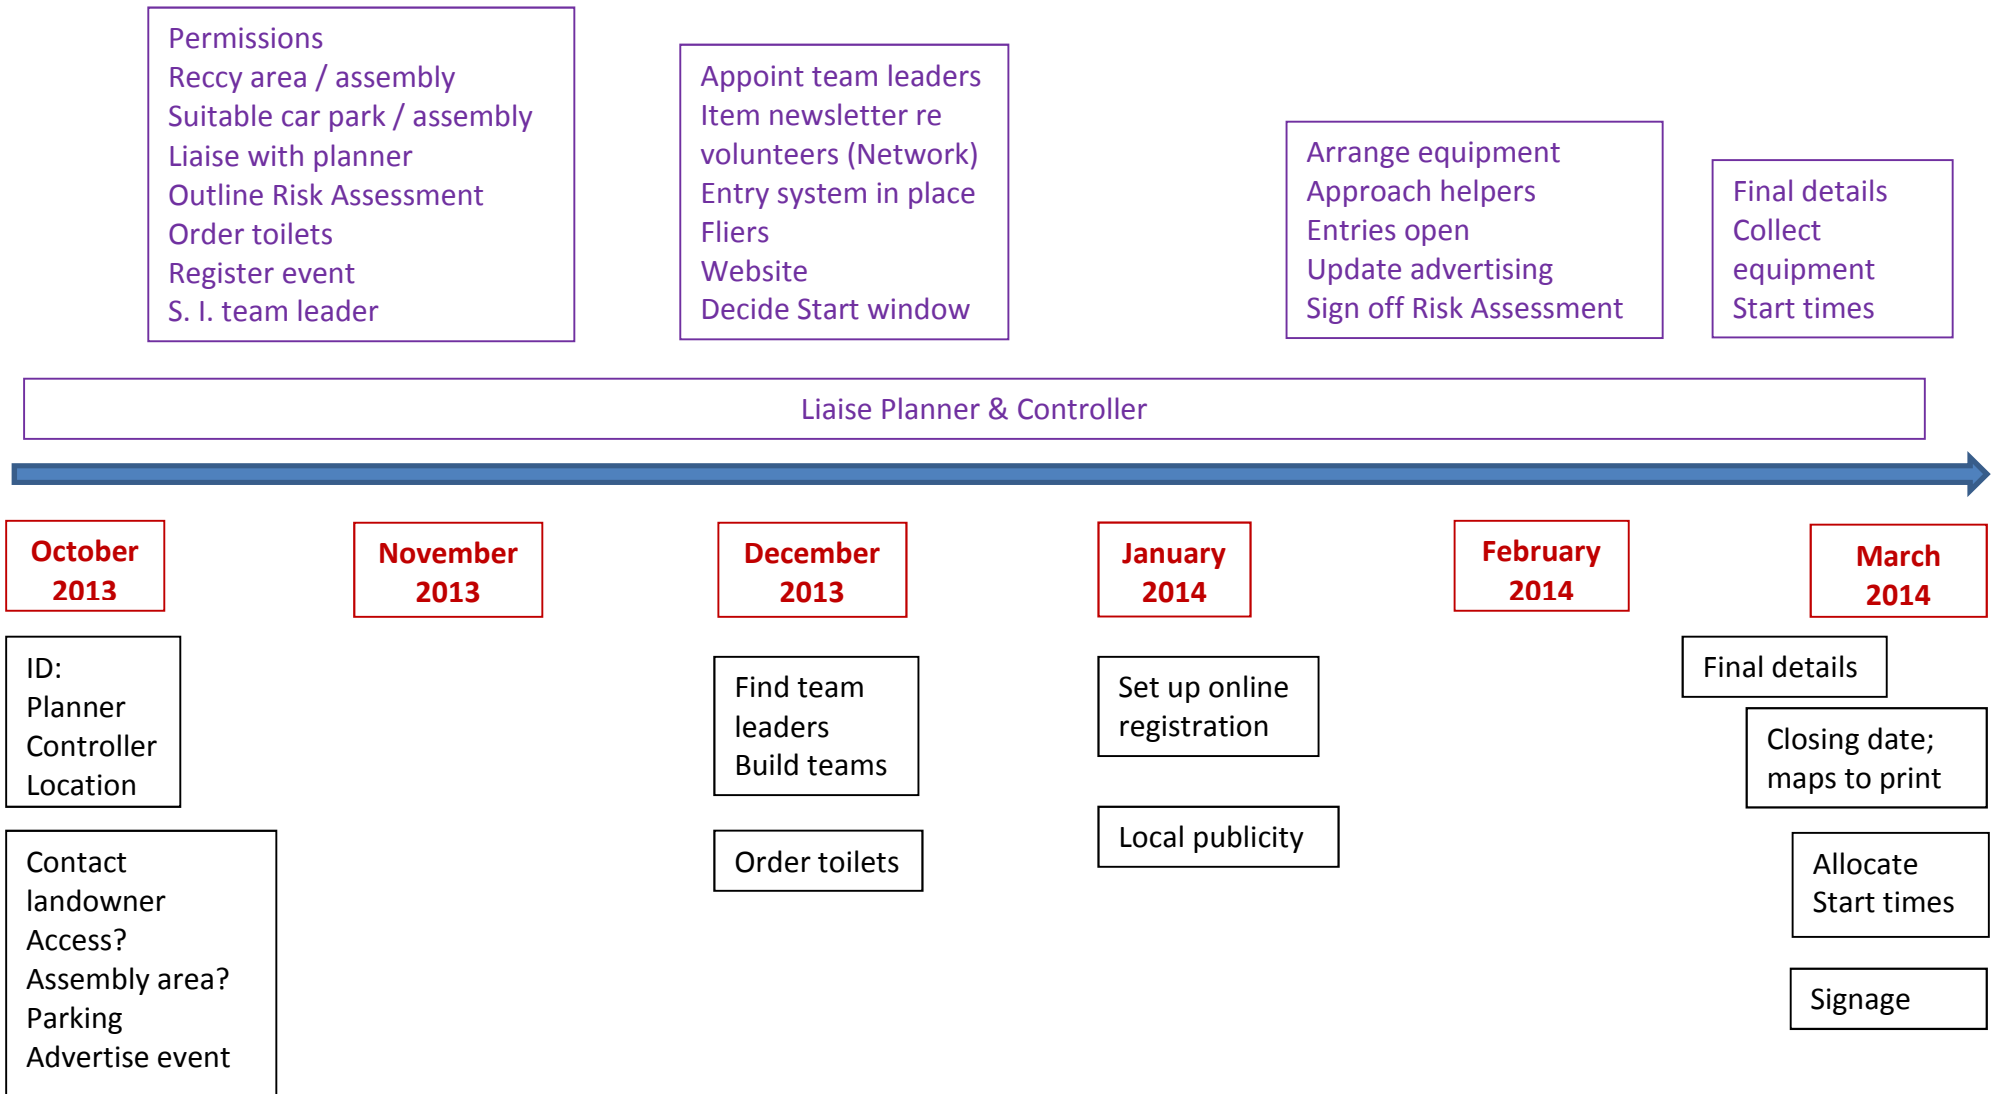 Permissions
Reccy area / assembly
Suitable car park / assembly
Liaise with planner
Outline Risk Assessment
Order toilets
Register event
S. I. team leader
Appoint team leaders
Item newsletter re
volunteers (Network)
Entry system in place
Fliers
Website
Decide Start window
Arrange equipment
Approach helpers
Entries open
Update advertising
Sign off Risk Assessment
Final details
Collect
equipment
Start times
Liaise Planner & Controller
October
2013
November
2013
December
2013
January
2014
February
2014
March
2014
ID:
Planner
Controller
Location
Contact
landowner
Access?
Assembly area?
Parking
Advertise event
Find team
leaders
Build teams
Order toilets
Set up online
registration
Local publicity
Final details
Closing date;
maps to print
Allocate
Start times
Signage